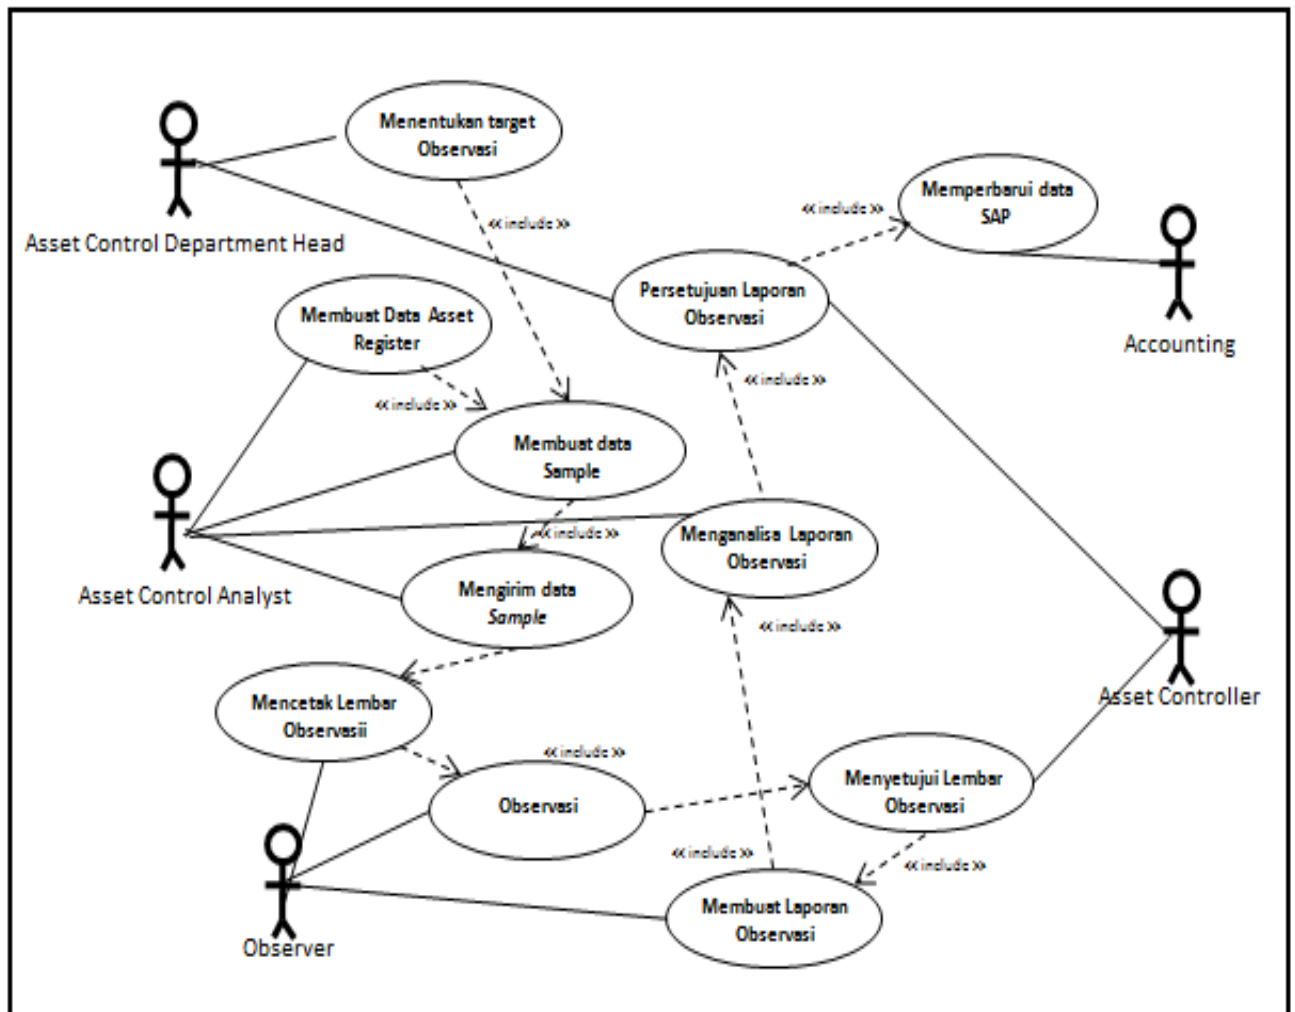 Menentukan target
Observasi
Asset Control Department Head
<< include >>
<< include >>
Memperbarui data
SAP
Accounting
Persetujuan Laporan
Observasi
Membuat Data Asset
Register
<< include >>
<< include >>
Membuat data
Sample
<< include >>
Menganalisa Laporan
Observasi
Asset Control Analyst
Mengirim data
Sample
<< include >>
Asset Controller
Mencetak Lembar
Observasii
<< include >>
Observasi
Menyetujui Lembar
Observasi
<< include >>
<< include >>
Membuat Laporan
Observasi
Observer